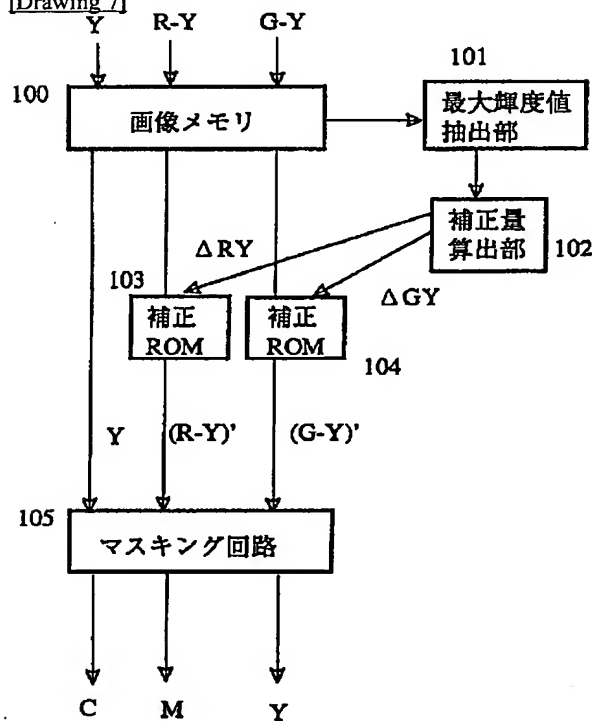 [Drawing 7]
Y R-Y G-Y
101
100
画像メモリ
最大輝度値
抽出部
補正量
算出部
102
ΔRY
ΔGY
103
補正
ROM
補正
ROM
104
Y (R-Y)' (G-Y)'
105
マスキング回路
C M Y